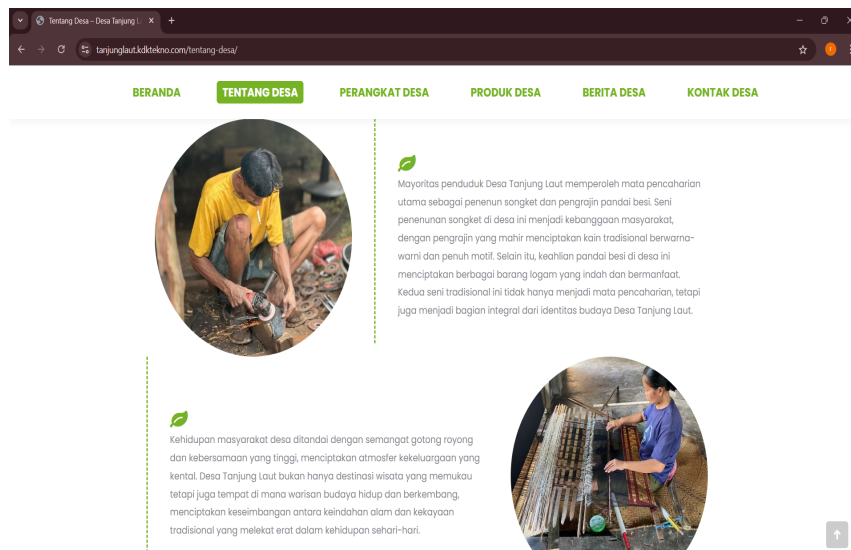 Tentang Desa – Desa Tanjung L
tanjunglaut.kdktekno.com/tentang-desa/
BERANDA TENTANG DESA PERANGKAT DESA PRODUK DESA BERITA DESA KONTAK DESA
Mayoritas penduduk Desa Tanjung Laut memperoleh mata pencaharian
utama sebagai penenun songket dan pengrajin pandai besi. Seni
penenunan songket di desa ini menjadi kebanggaan masyarakat,
dengan pengrajin yang mahir menciptakan kain tradisional berwarna-
warni dan penuh motif. Selain itu, keahlian pandai besi di desa ini
menciptakan berbagai barang logam yang indah dan bermanfaat.
Kedua seni tradisional ini tidak hanya menjadi mata pencaharian, tetapi
juga menjadi bagian integral dari identitas budaya Desa Tanjung Laut.
Kehidupan masyarakat desa ditandai dengan semangat gotong royong
dan kebersamaan yang tinggi, menciptakan atmosfer kekeluargaan yang
kental. Desa Tanjung Laut bukan hanya destinasi wisata yang memukau
tetapi juga tempat di mana warisan budaya hidup dan berkembang,
menciptakan keseimbangan antara keindahan alam dan kekayaan
tradisional yang melekat erat dalam kehidupan sehari-hari.